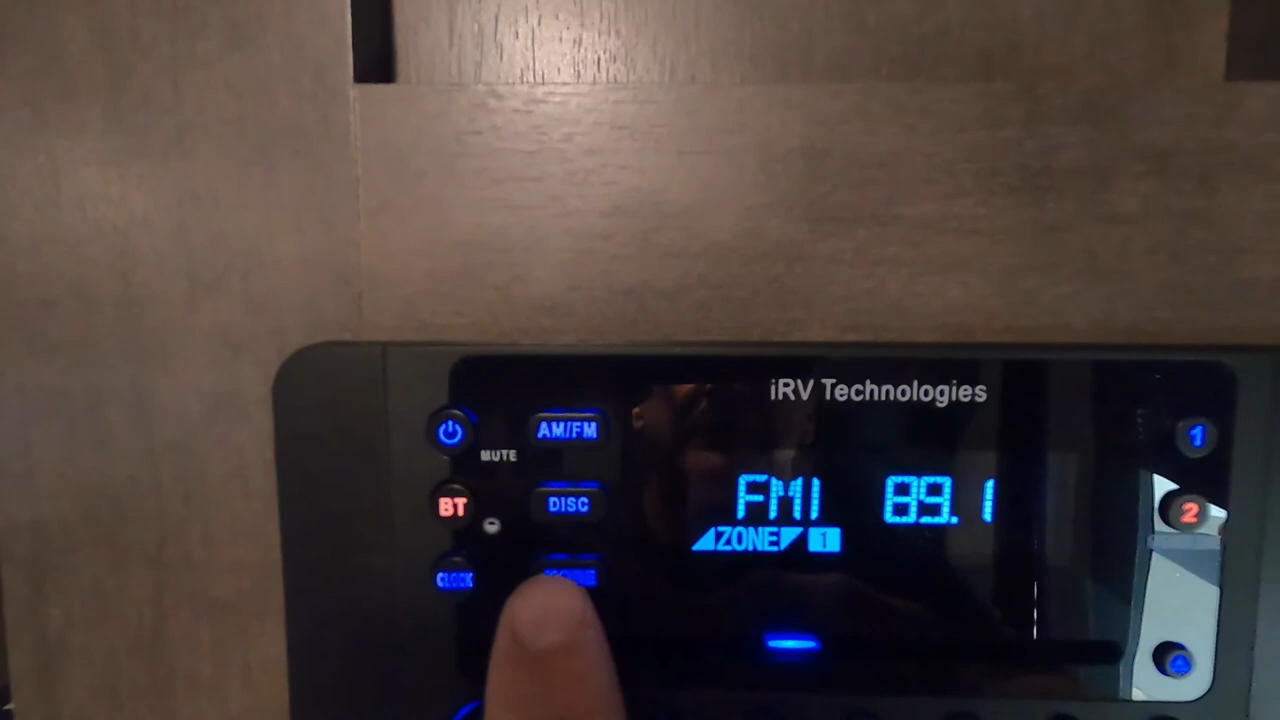 iRV Technologies
AM/FM
MUTE
BT
DISC
CLOCK
FM1 89.1
ZONE 1
1
2